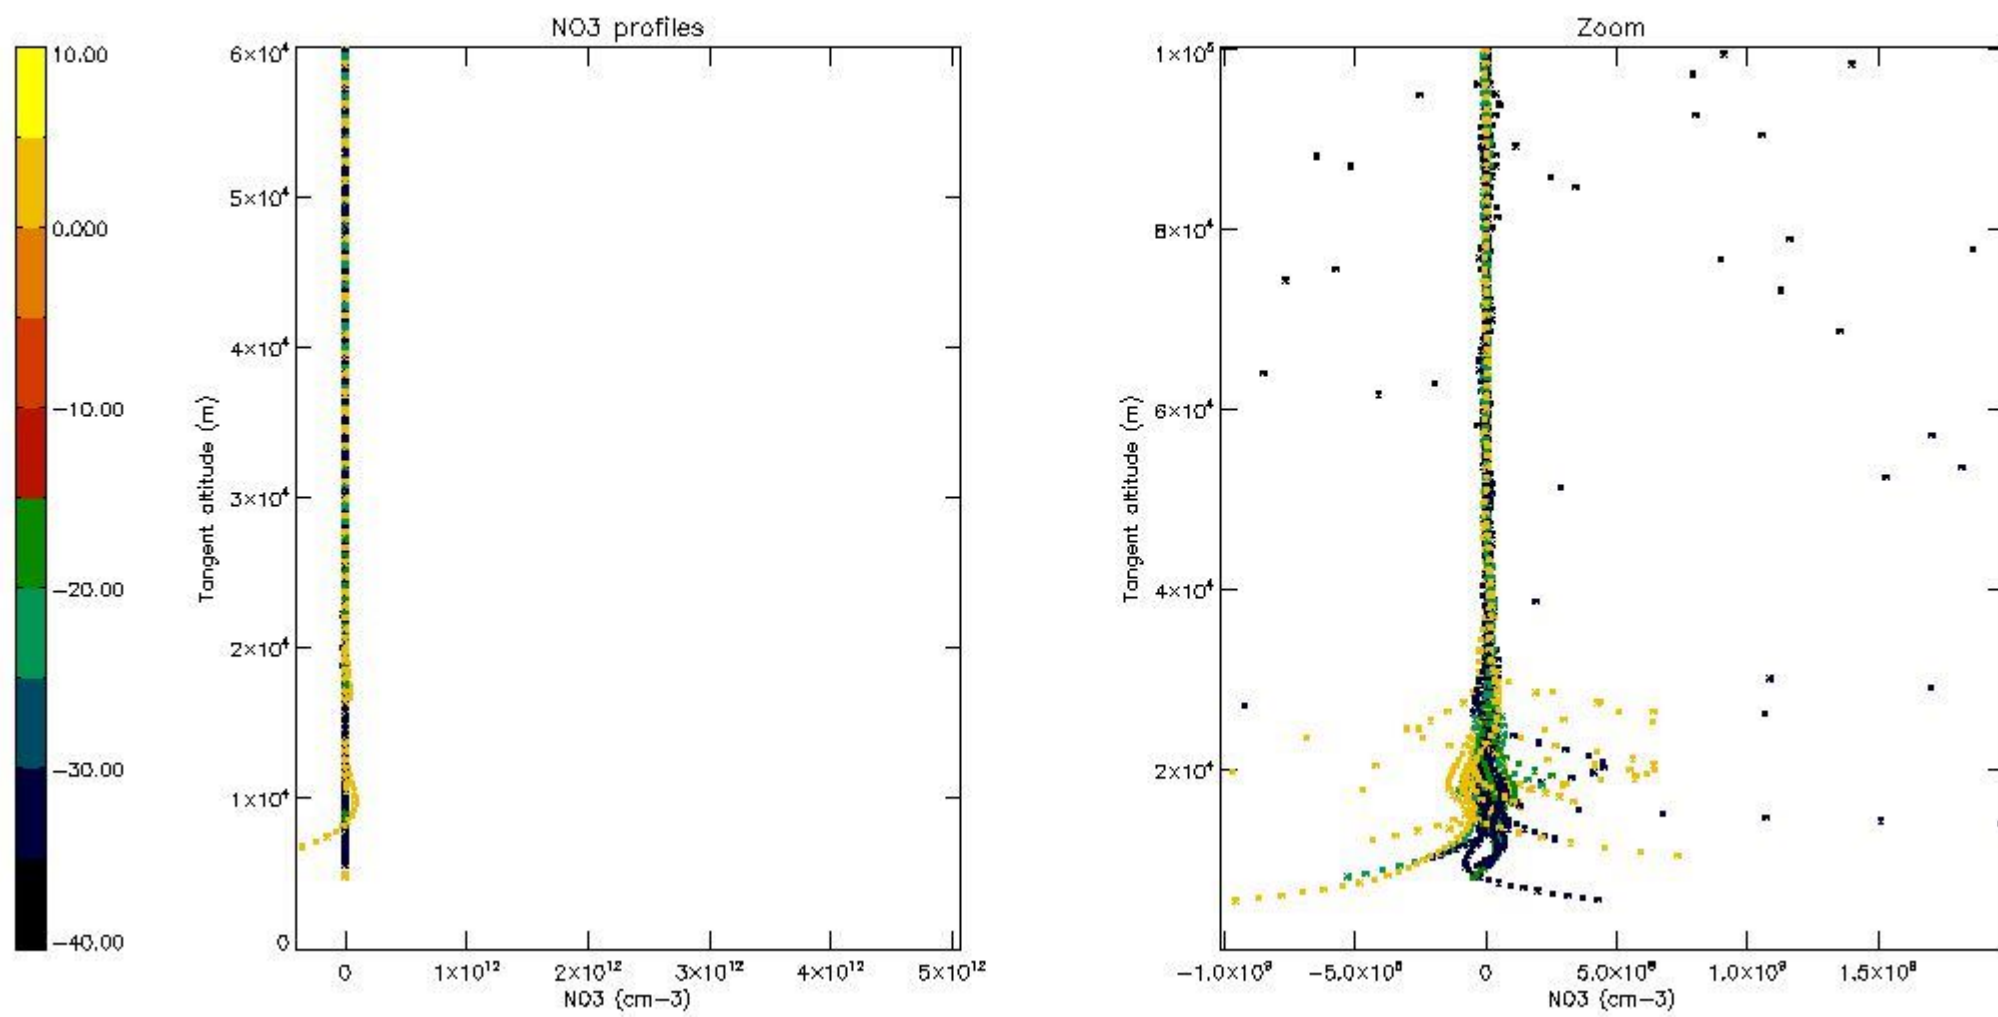 NO3 profiles
Zoom
10.00
0.000
−10.00
−20.00
−30.00
−40.00
Tangent altitude (m)
6×10⁴
5×10⁴
4×10⁴
3×10⁴
2×10⁴
1×10⁴
0
0 1×10¹² 2×10¹² 3×10¹² 4×10¹² 5×10¹²
NO3 (cm−3)
Tangent altitude (m)
1×10⁵
8×10⁴
6×10⁴
4×10⁴
2×10⁴
−1.0×10⁹ −5.0×10⁸ 0 5.0×10⁸ 1.0×10⁹ 1.5×10⁹
NO3 (cm−3)